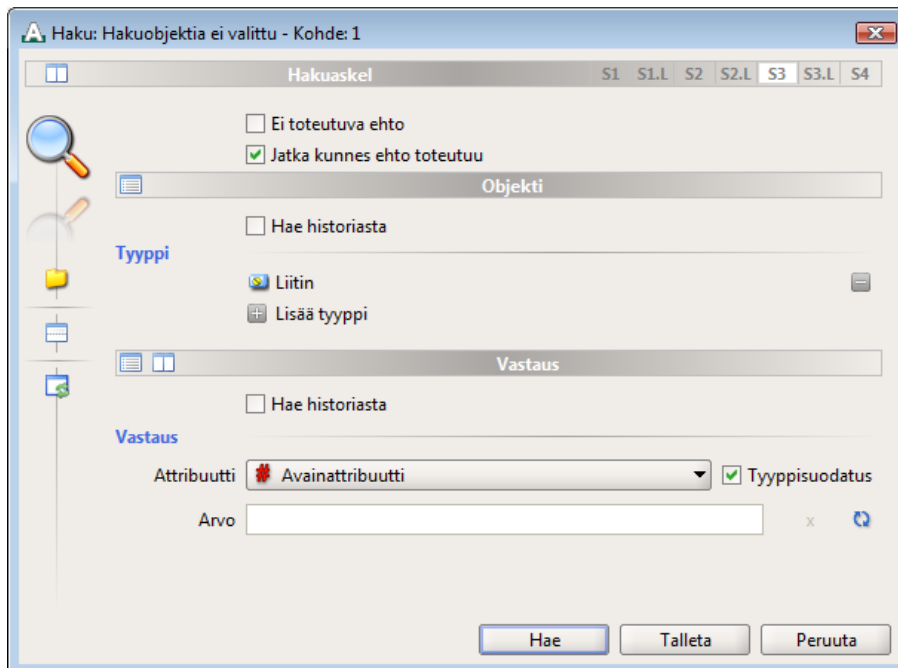 Haku: Hakuobjektia ei valittu - Kohde: 1
Hakuaskel S1 S1.L S2 S2.L S3 S3.L S4
Ei toteutuva ehto
Jatka kunnes ehto toteutuu
Objekti
Hae historiasta
Tyyppi
Liitin
Lisää tyyppi
Vastaus
Hae historiasta
Vastaus
Attribuutti # Avainattribuutti Tyyppisuodatus
Arvo x
Hae Talleta Peruuta